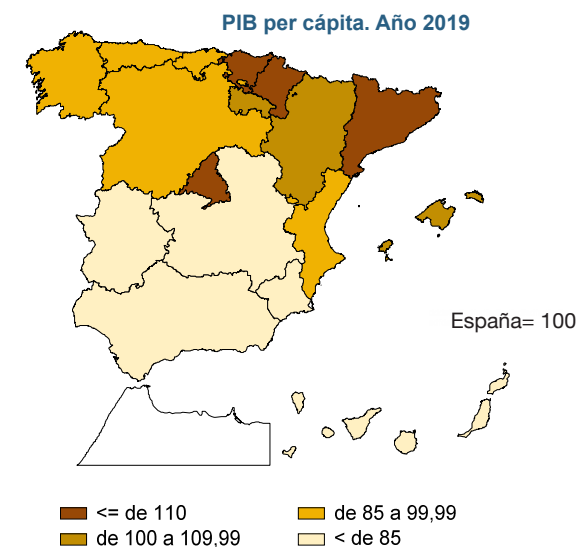 PIB per cápita. Año 2019
España= 100
<= de 110
de 85 a 99,99
de 100 a 109,99
< de 85